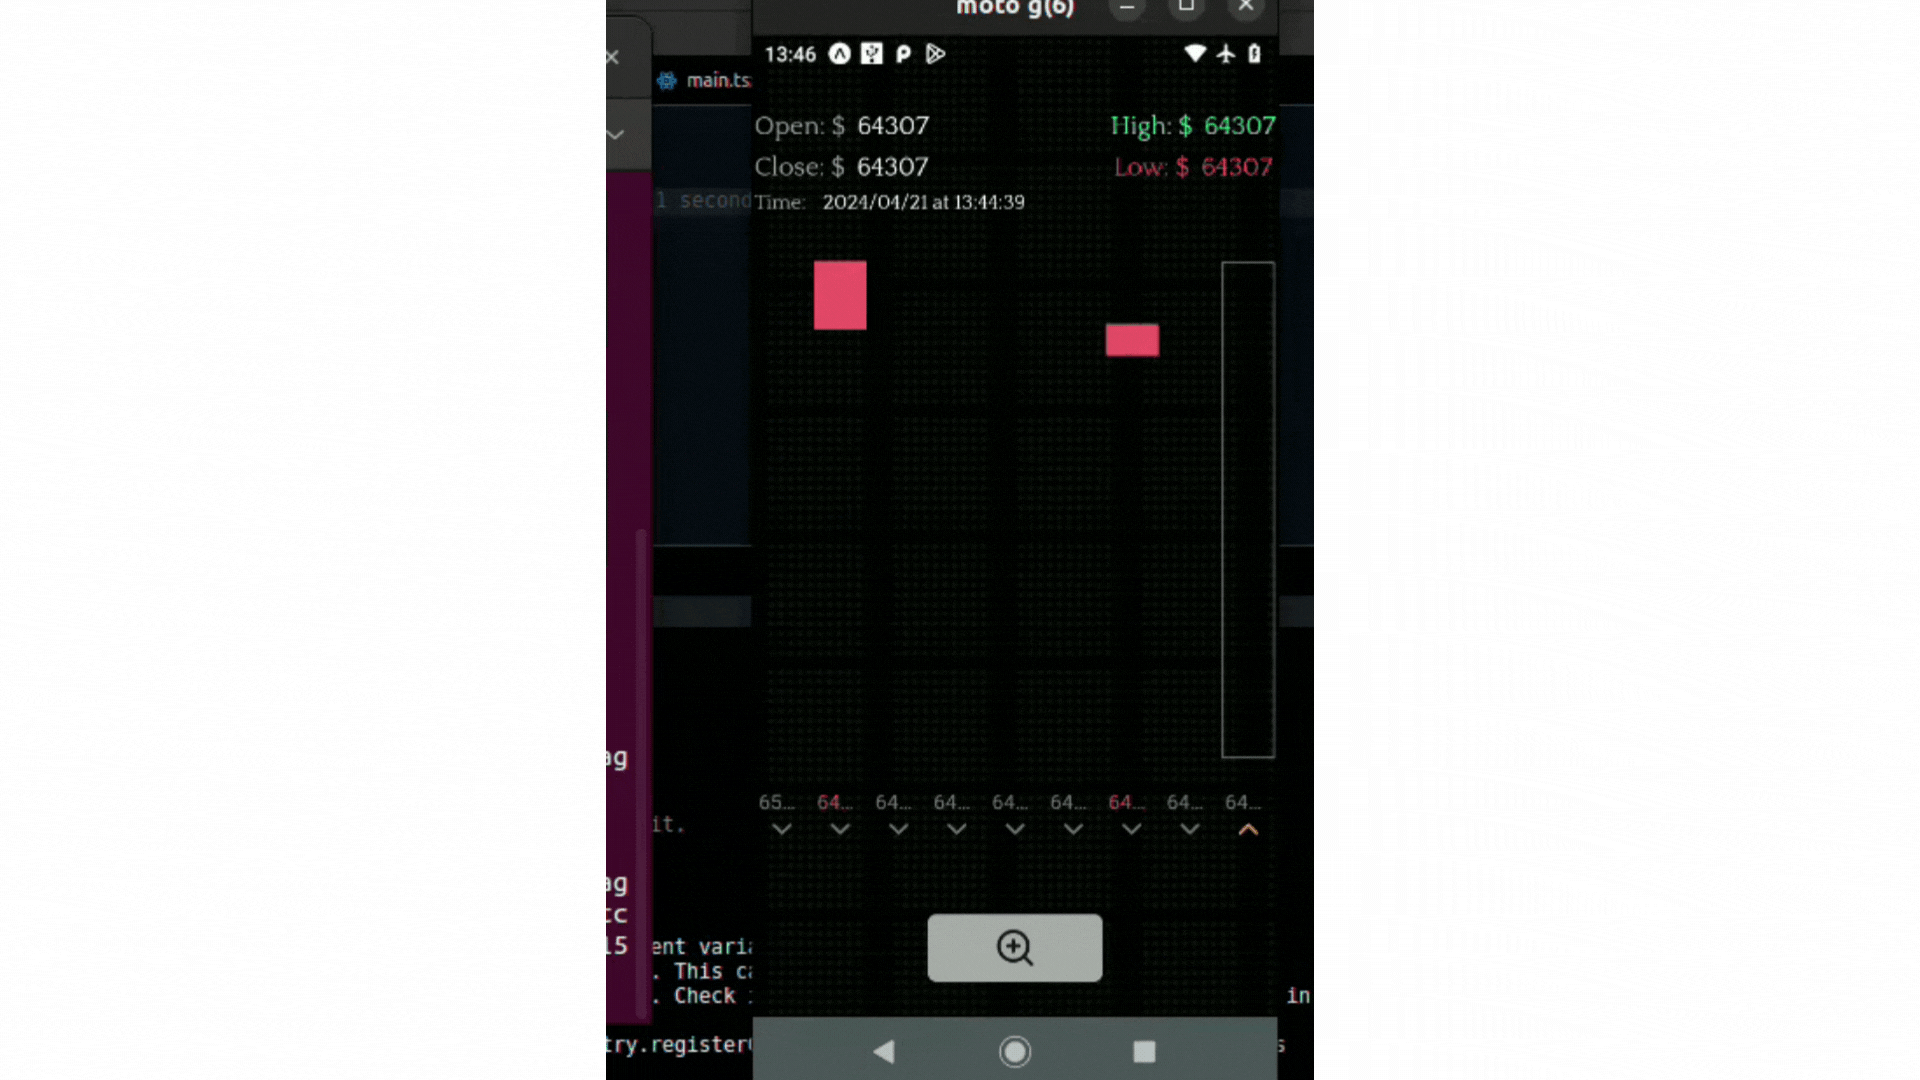 moto g(6)
13:46
main.ts
Open: $ 64307
High: $ 64307
Close: $ 64307
Low: $ 64307
1 second
Time: 2024/04/21 at 13:44:39
65... 64... 64... 64... 64... 64... 64... 64... 64...
ag
it.
ag
tc
15
ent varia
. This ca
. Check
in
try.register
s